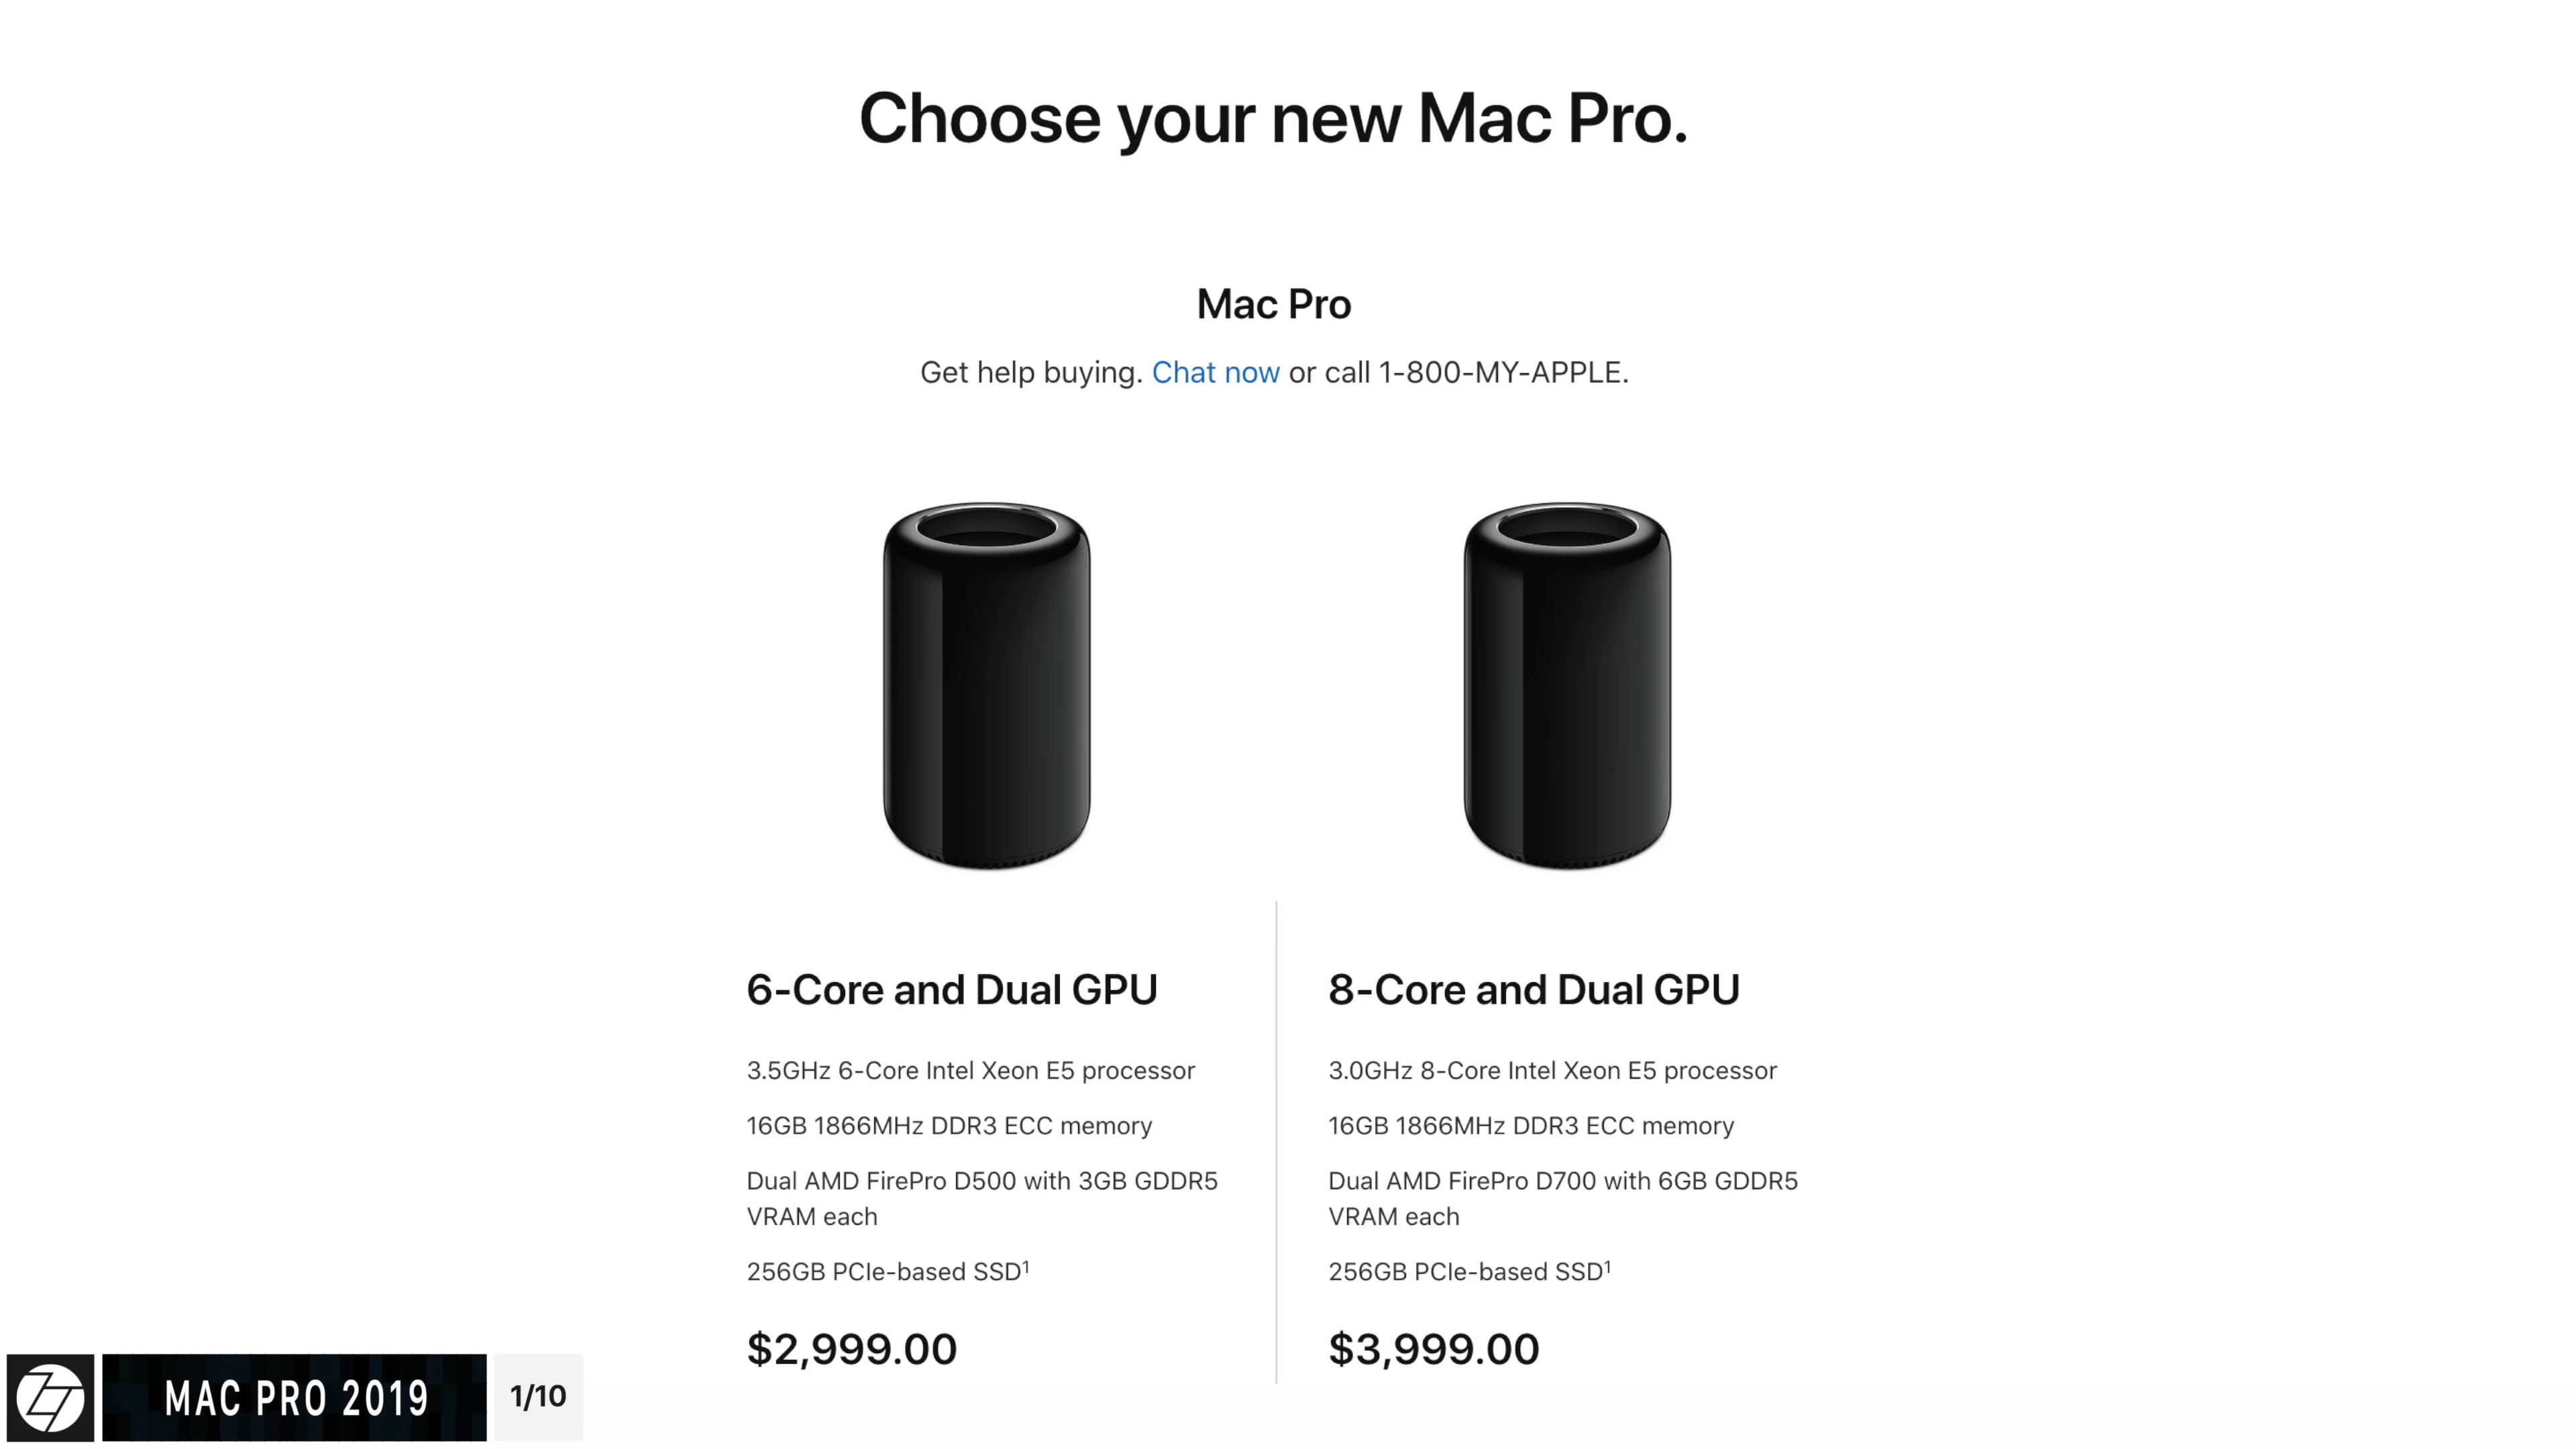 Choose your new Mac Pro.
Mac Pro
Get help buying. Chat now or call 1-800-MY-APPLE.
6-Core and Dual GPU
3.5GHz 6-Core Intel Xeon E5 processor
16GB 1866MHz DDR3 ECC memory
Dual AMD FirePro D500 with 3GB GDDR5
VRAM each
256GB PCIe-based SSD¹
$2,999.00
8-Core and Dual GPU
3.0GHz 8-Core Intel Xeon E5 processor
16GB 1866MHz DDR3 ECC memory
Dual AMD FirePro D700 with 6GB GDDR5
VRAM each
256GB PCIe-based SSD¹
$3,999.00
MAC PRO 2019
1/10